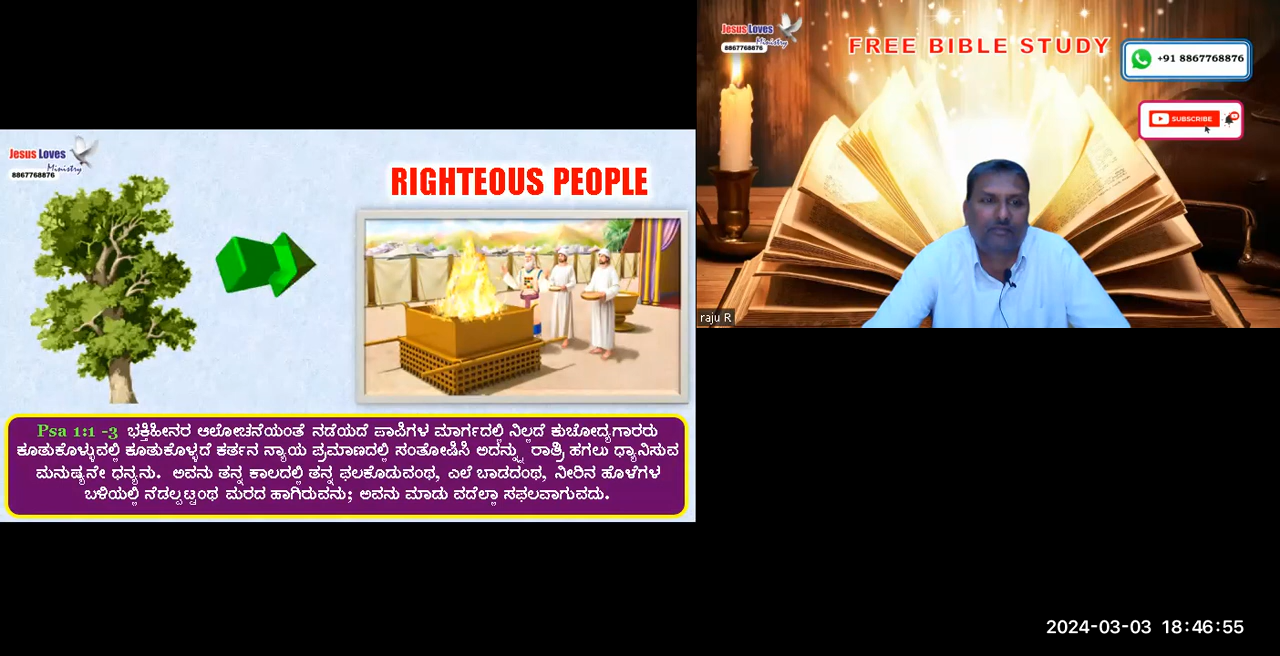 Jesus Loves
Ministry
8867768876
RIGHTEOUS PEOPLE
Psa 1:1 -3 ಭಕ್ತಿಹೀನರ ಆಲೋಚನೆಯಂತೆ ನಡೆಯದೆ ಪಾಪಿಗಳ ಮಾರ್ಗದಲ್ಲಿ ನಿಲ್ಲದೆ ಕುಚೋದ್ಯಗಾರರು
ಕೂತುಕೊಳ್ಳುವಲ್ಲಿ ಕೂತುಕೊಳ್ಳದೆ ಕರ್ತನ ನ್ಯಾಯ ಪ್ರಮಾಣದಲ್ಲಿ ಸಂತೋಷಿಸಿ ಅದನ್ನು ರಾತ್ರಿ ಹಗಲು ಧ್ಯಾನಿಸುವ
ಮನುಷ್ಯನೇ ಧನ್ಯನು. ಅವನು ತನ್ನ ಕಾಲದಲ್ಲಿ ತನ್ನ ಫಲಕೊಡುವಂಥ, ಎಲೆ ಬಾಡದಂಥ, ನೀರಿನ ಹೊಳೆಗಳ
ಬಳಿಯಲ್ಲಿ ನೆಡಲ್ಪಟ್ಟಂಥ ಮರದ ಹಾಗಿರುವನು; ಅವನು ಮಾಡು ವದೆಲ್ಲಾ ಸಫಲವಾಗುವದು.
Jesus Loves
Ministry
8867768876
FREE BIBLE STUDY
+91 8867768876
SUBSCRIBE
raju R
2024-03-03 18:46:55